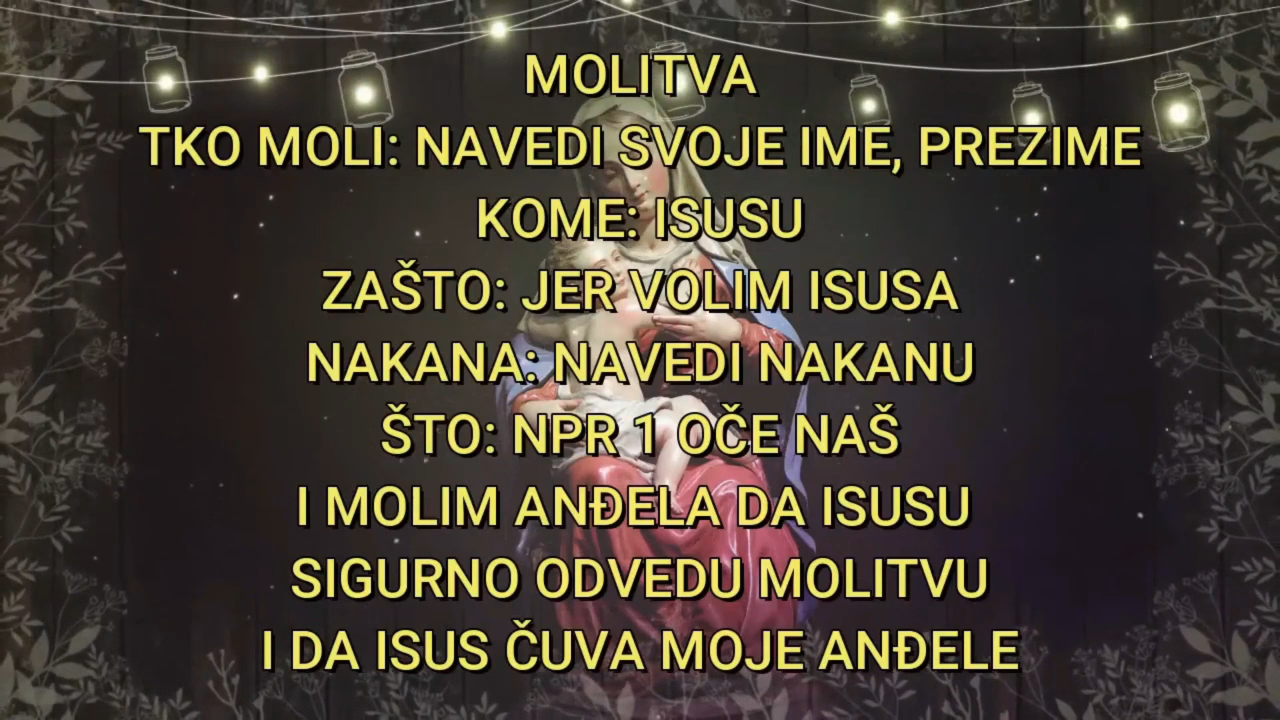 MOLITVA
TKO MOLI: NAVEDI SVOJE IME, PREZIME
KOME: ISUSU
ZAŠTO: JER VOLIM ISUSA
NAKANA: NAVEDI NAKANU
ŠTO: NPR 1 OČE NAŠ
I MOLIM ANĐELA DA ISUSU
SIGURNO ODVEDU MOLITVU
I DA ISUS ČUVA MOJE ANĐELE